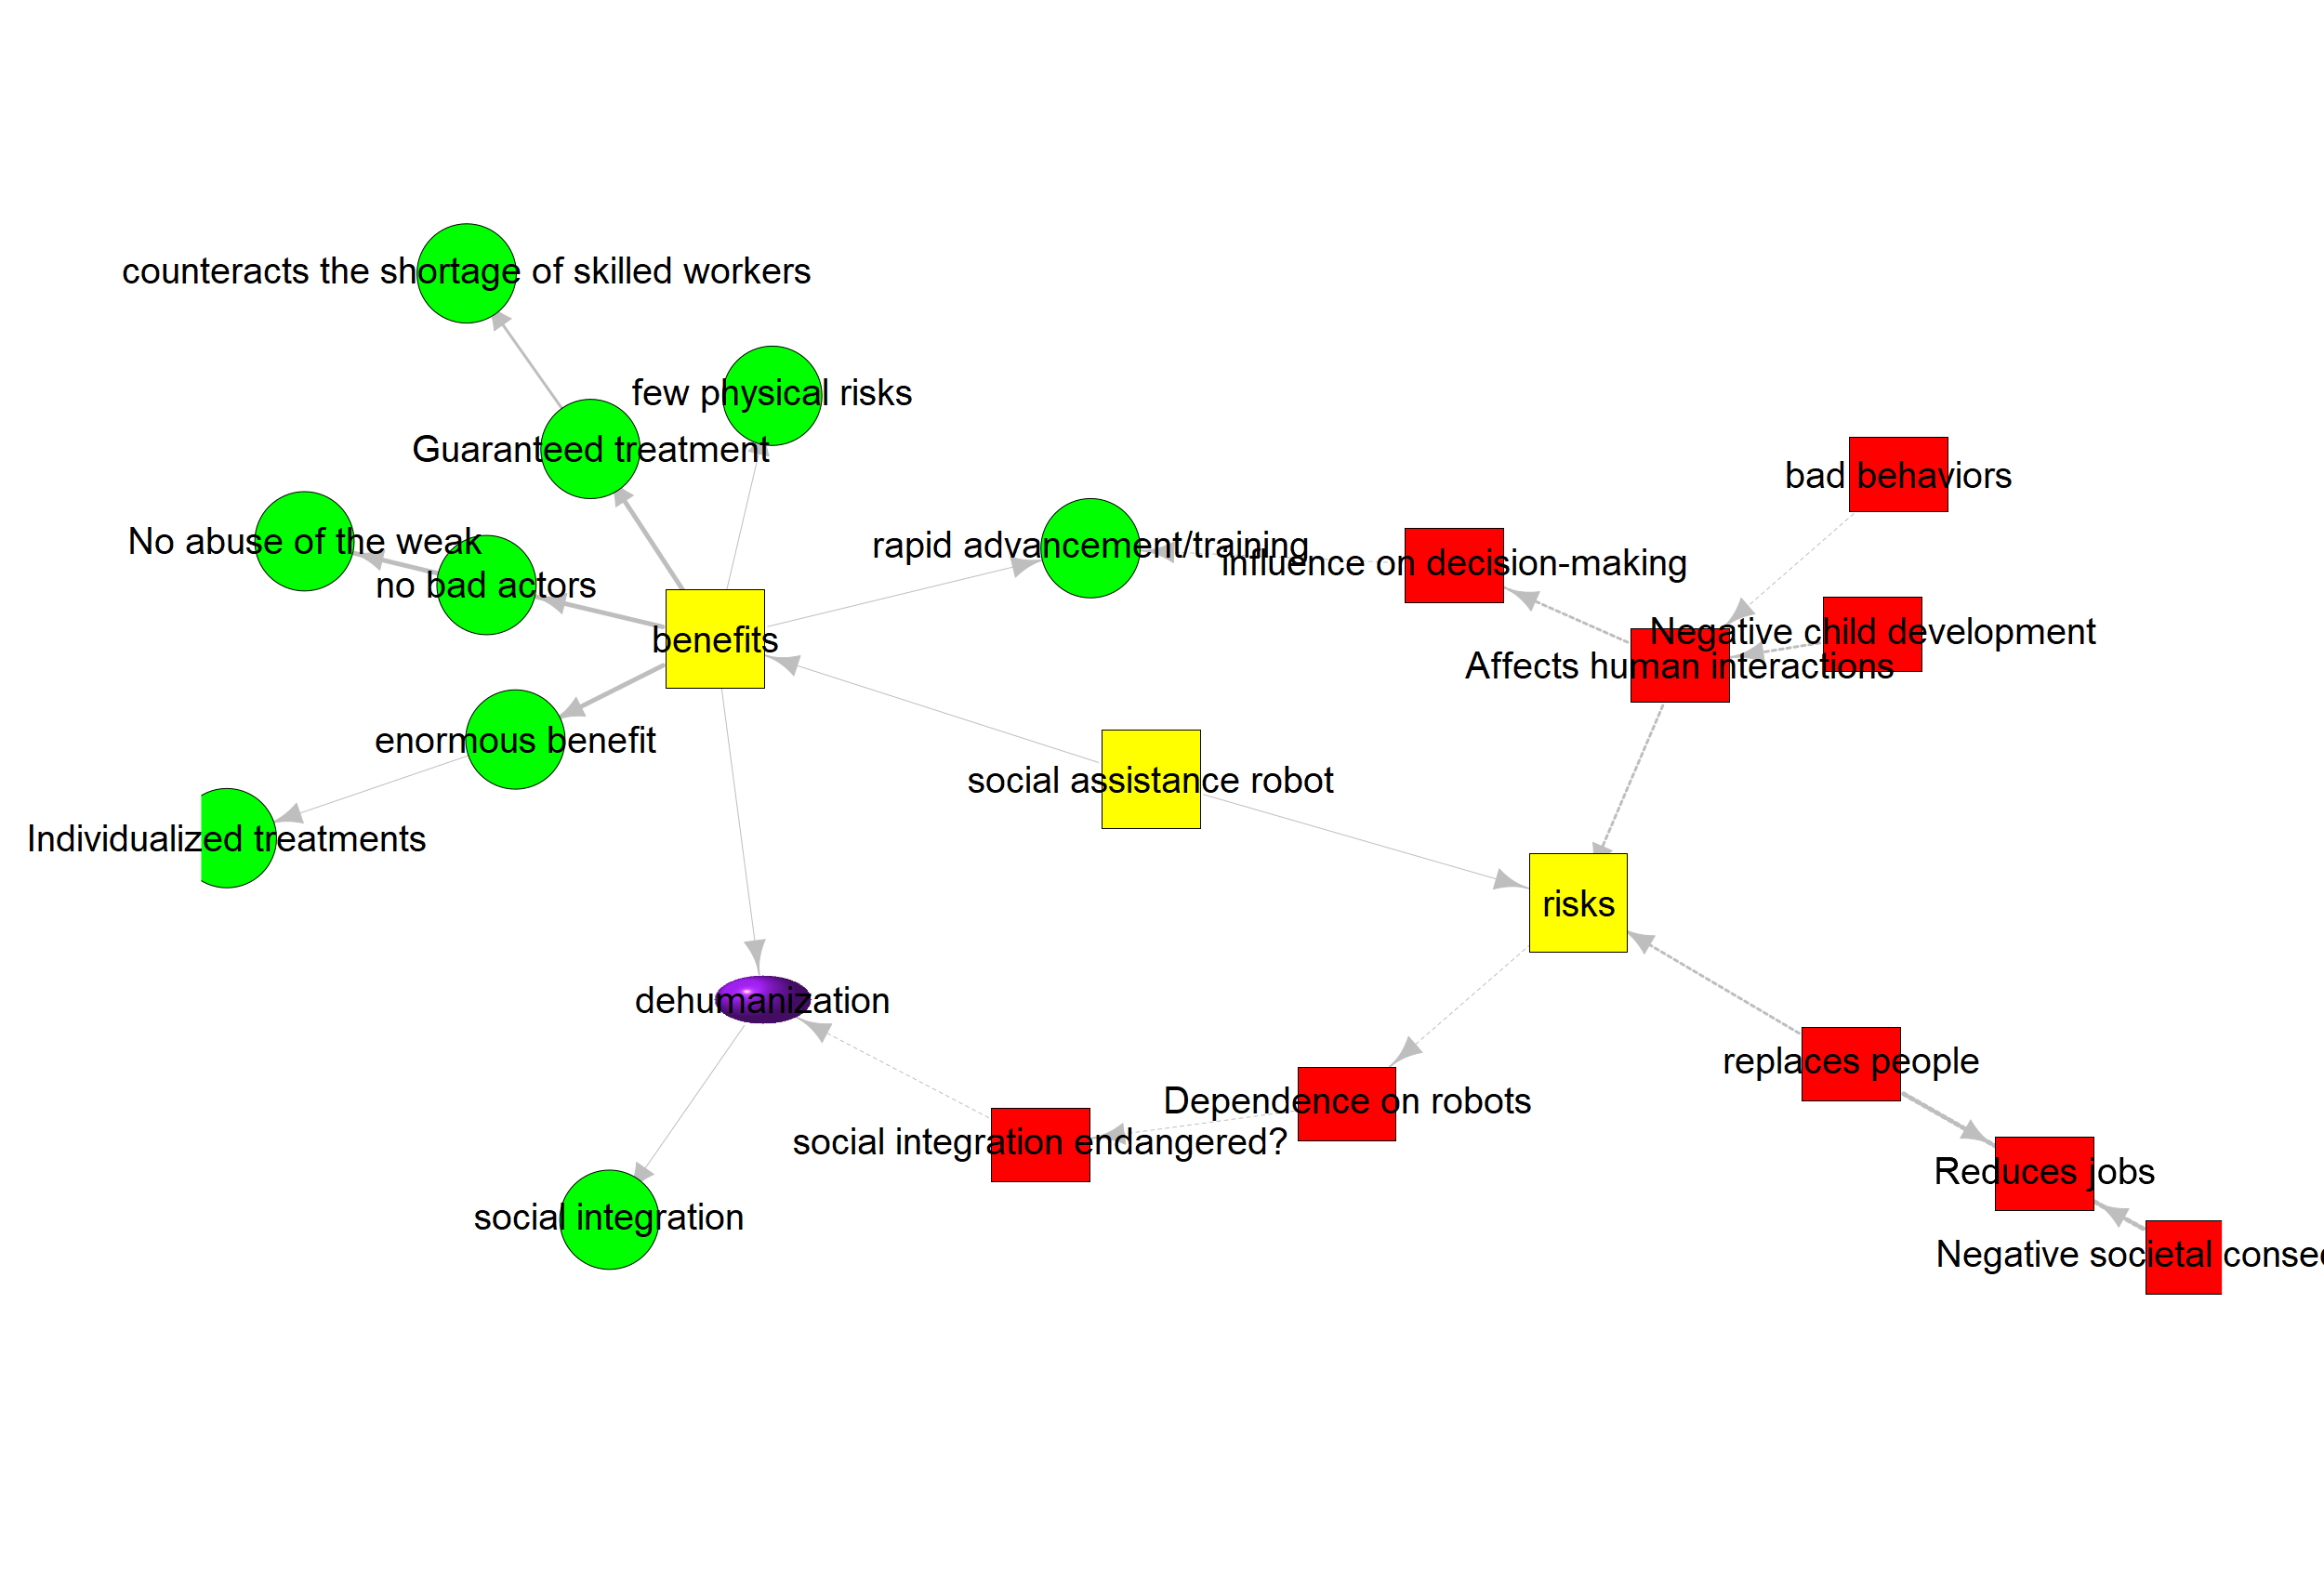 counteracts the shortage of skilled workers
few physical risks
Guaranteed treatment
bad behaviors
No abuse of the weak
rapid advancement/training
influence on decision-making
no bad actors
benefits
Negative child development
Affects human interactions
enormous benefit
social assistance robot
Individualized treatments
risks
dehumanization
replaces people
Dependence on robots
social integration endangered?
Reduces jobs
social integration
Negative societal